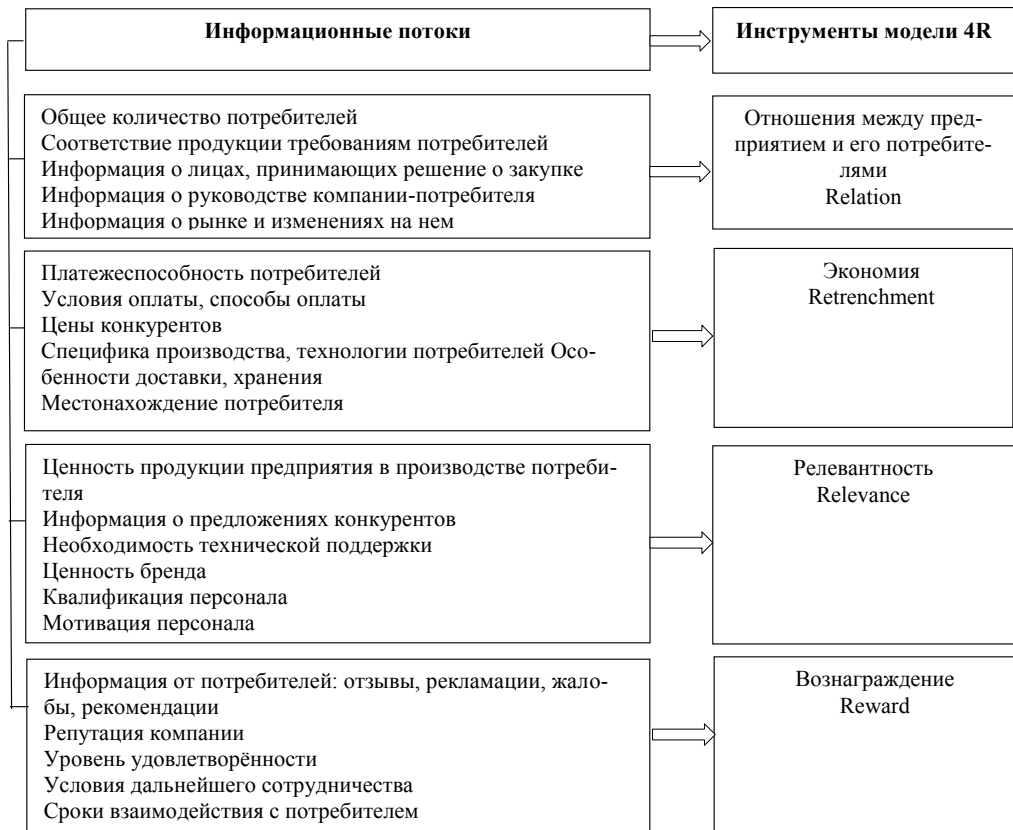 Информационные потоки
Инструменты модели 4R
Общее количество потребителей
Соответствие продукции требованиям потребителей
Информация о лицах, принимающих решение о закупке
Информация о руководстве компании-потребителя
Информация о рынке и изменениях на нем
Отношения между пред-
приятием и его потребите-
лями
Relation
Платежеспособность потребителей
Условия оплаты, способы оплаты
Цены конкурентов
Специфика производства, технологии потребителей Осо-
бенности доставки, хранения
Местонахождение потребителя
Экономия
Retrenchment
Ценность продукции предприятия в производстве потреби-
теля
Информация о предложениях конкурентов
Необходимость технической поддержки
Ценность бренда
Квалификация персонала
Мотивация персонала
Релевантность
Relevance
Информация от потребителей: отзывы, рекламации, жало-
бы, рекомендации
Репутация компании
Уровень удовлетворённости
Условия дальнейшего сотрудничества
Сроки взаимодействия с потребителем
Вознаграждение
Reward